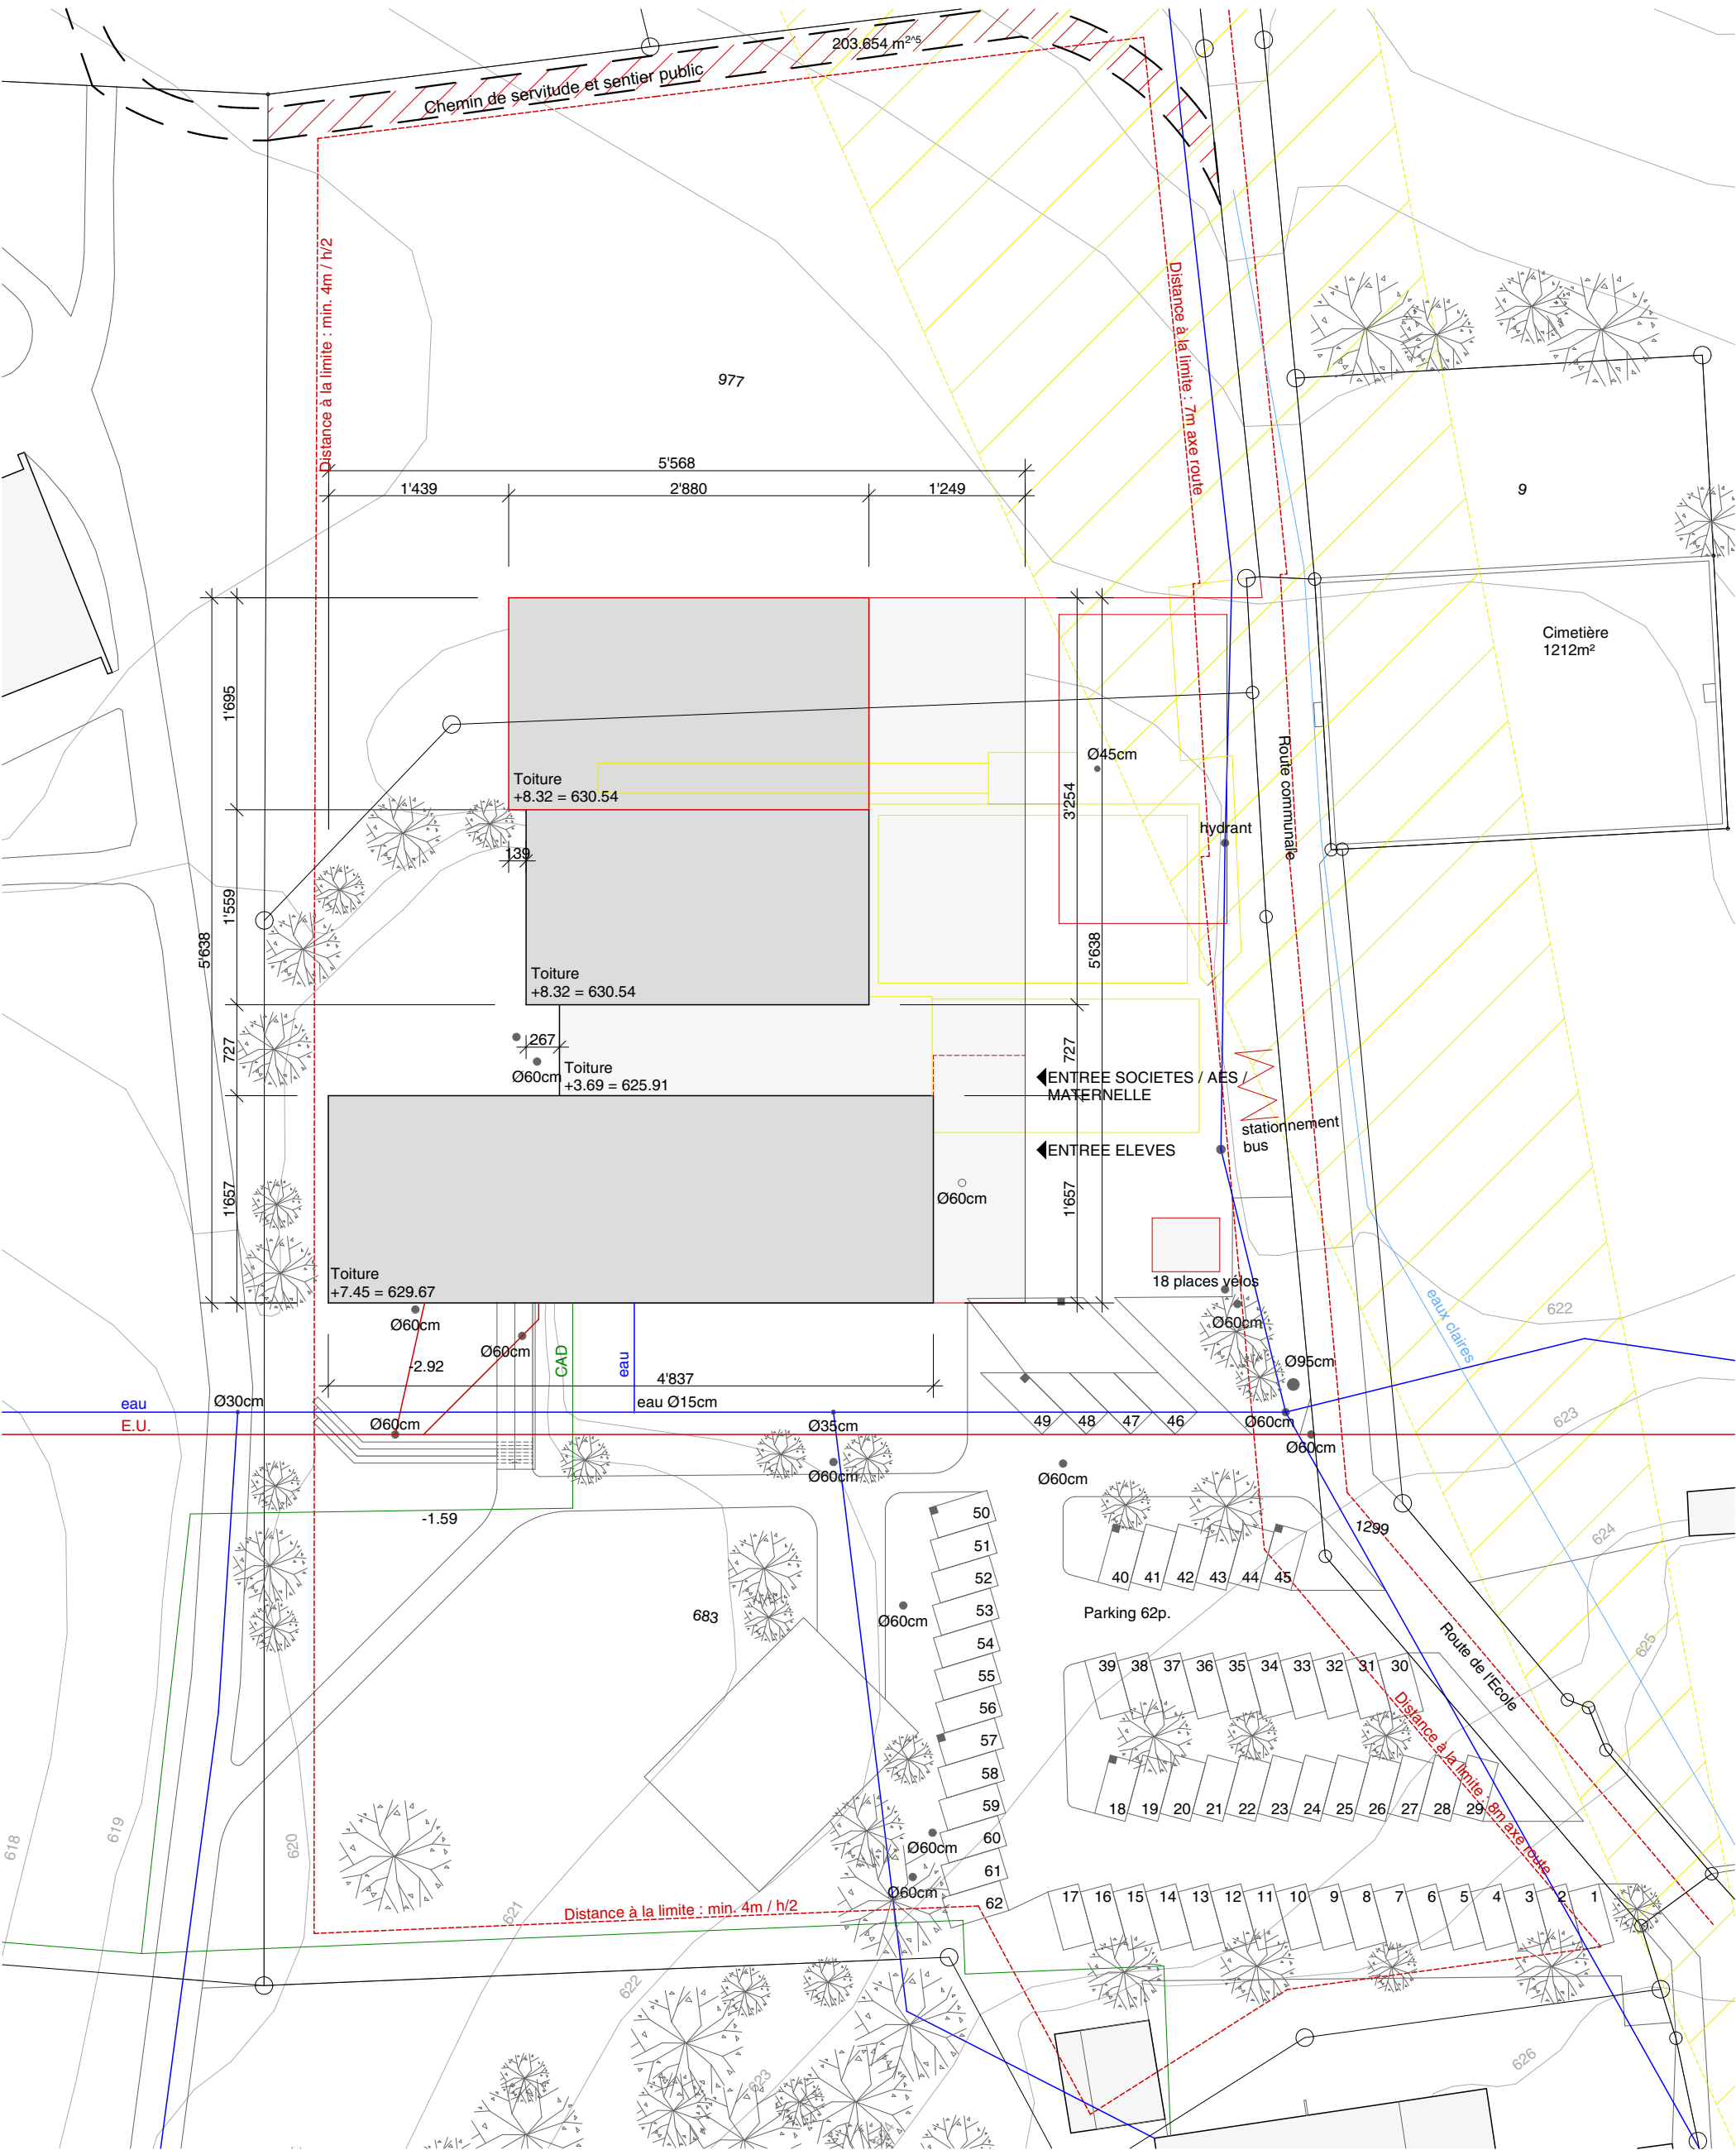 203.654 m²^5
Chemin de servitude et sentier public
Distance à la limite : min. 4m / h/2
Distance à la limite : 7m axe route
977
5'568
1'439
2'880
1'249
9
Cimetière
1212m²
1'695
Toiture
+8.32 = 630.54
Ø45cm
3'254
Route communale
hydrant
139
1'559
5'638
5'638
Toiture
+8.32 = 630.54
267
Ø60cm
727
727
Toiture
+3.69 = 625.91
ENTREE SOCIETES / AES /
MATERNELLE
stationnement
bus
ENTREE ELEVES
Ø60cm
1'657
1'657
Toiture
+7.45 = 629.67
18 places vélos
Ø60cm
Ø60cm
Ø60cm
-2.92
CAD
eau
4'837
Ø95cm
eaux claires
622
eau
E.U.
Ø30cm
Ø60cm
eau Ø15cm
Ø35cm
Ø60cm
49
48
47
46
Ø60cm
Ø60cm
Ø60cm
623
-1.59
1299
624
50
51
52
53
54
55
56
57
58
59
60
61
62
40
41
42
43
44
45
Ø60cm
683
Parking 62p.
Route de l'Ecole
625
39
38
37
36
35
34
33
32
31
30
Distance à la limite : 8m axe route
18
19
20
21
22
23
24
25
26
27
28
29
Ø60cm
Ø60cm
618
619
620
621
Distance à la limite : min. 4m / h/2
17
16
15
14
13
12
11
10
9
8
7
6
5
4
3
2
1
622
623
626